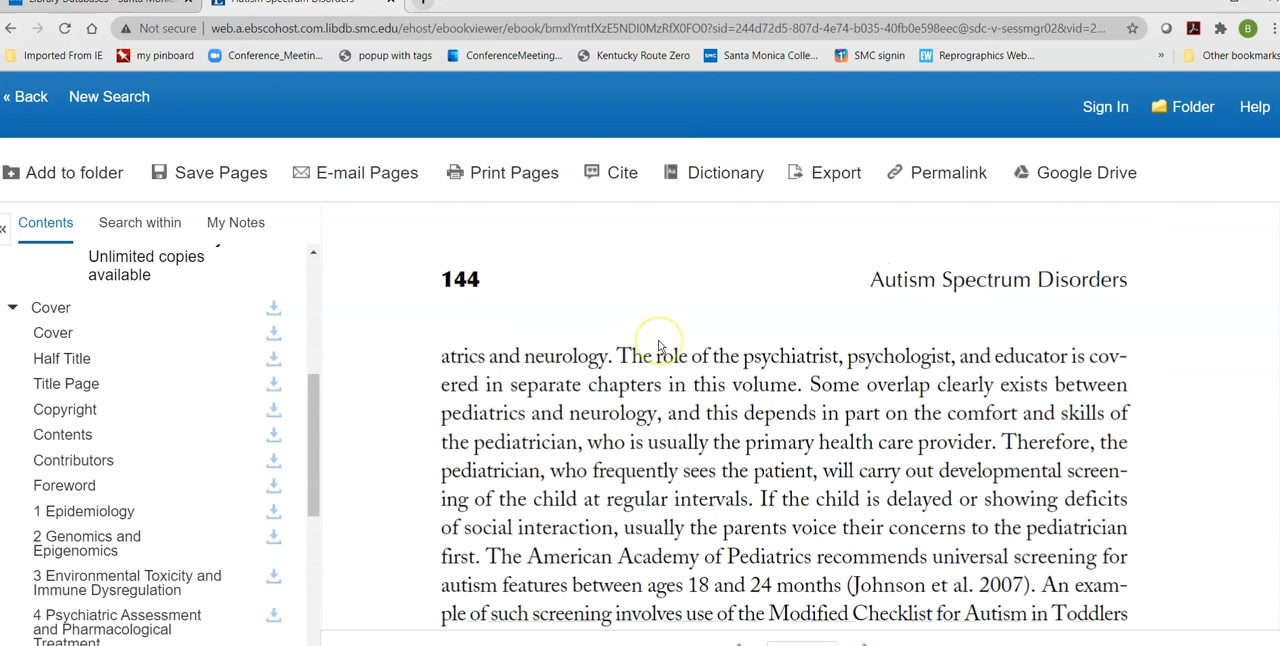 Library Databases - Santa Monica
Autism Spectrum Disorders
Not secure
web.a.ebscohost.com.libdb.smc.edu/ehost/ebookviewer/ebook/bmxlYmtfXzE5NDI0MzRfX0FO0?sid=244d72d5-807d-4e74-b035-40fb0e598eec@sdc-v-sessmgr02&vid=2...
B
Imported From IE
my pinboard
Conference_Meetin...
popup with tags
ConferenceMeeting...
Kentucky Route Zero
SMC
Santa Monica Colle...
SMC signin
EW
Reprographics Web...
»
Other bookmarks
« Back
New Search
Sign In
Folder
Help
Add to folder
Save Pages
E-mail Pages
Print Pages
Cite
Dictionary
Export
Permalink
Google Drive
«
Contents
Search within
My Notes
Unlimited copies
available
Cover
Cover
Half Title
Title Page
Copyright
Contents
Contributors
Foreword
1 Epidemiology
2 Genomics and
Epigenomics
3 Environmental Toxicity and
Immune Dysregulation
4 Psychiatric Assessment
and Pharmacological
Treatment
144
Autism Spectrum Disorders
atrics and neurology. The role of the psychiatrist, psychologist, and educator is cov-
ered in separate chapters in this volume. Some overlap clearly exists between
pediatrics and neurology, and this depends in part on the comfort and skills of
the pediatrician, who is usually the primary health care provider. Therefore, the
pediatrician, who frequently sees the patient, will carry out developmental screen-
ing of the child at regular intervals. If the child is delayed or showing deficits
of social interaction, usually the parents voice their concerns to the pediatrician
first. The American Academy of Pediatrics recommends universal screening for
autism features between ages 18 and 24 months (Johnson et al. 2007). An exam-
ple of such screening involves use of the Modified Checklist for Autism in Toddlers